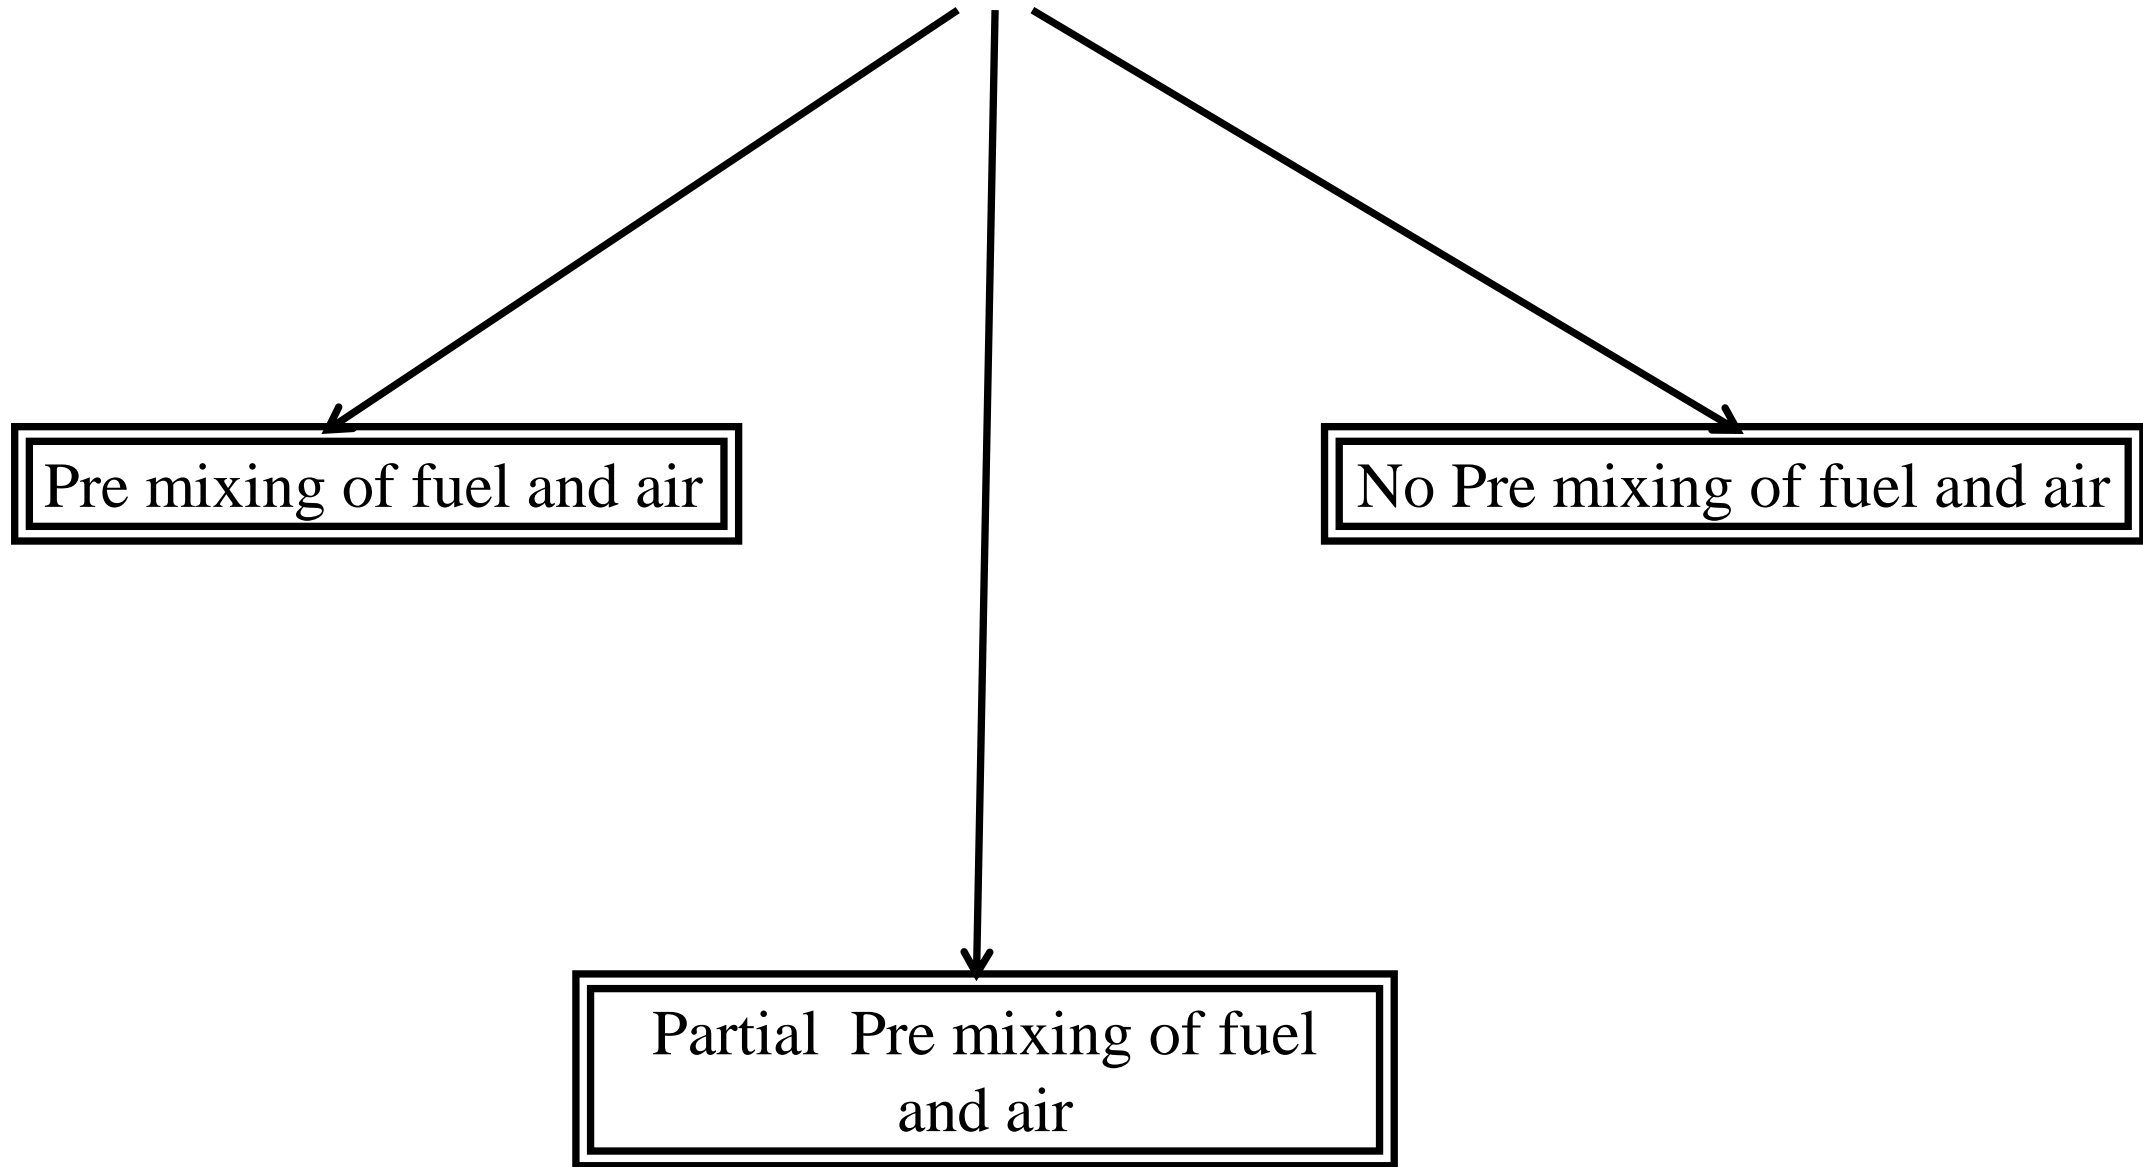 Pre mixing of fuel and air
No Pre mixing of fuel and air
Partial  Pre mixing of fuel
and air